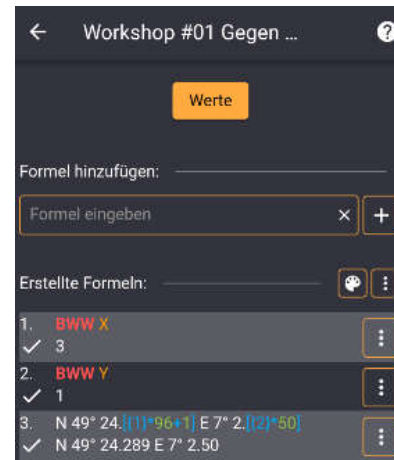 Workshop #01 Gegen ...
Werte
Formel hinzufügen:
Formel eingeben
Erstellte Formeln:
1. BWW X
3
2. BWW Y
1
3. N 49° 24.[{1}*96+1] E 7° 2.[{2}*50]
N 49° 24.289 E 7° 2.50